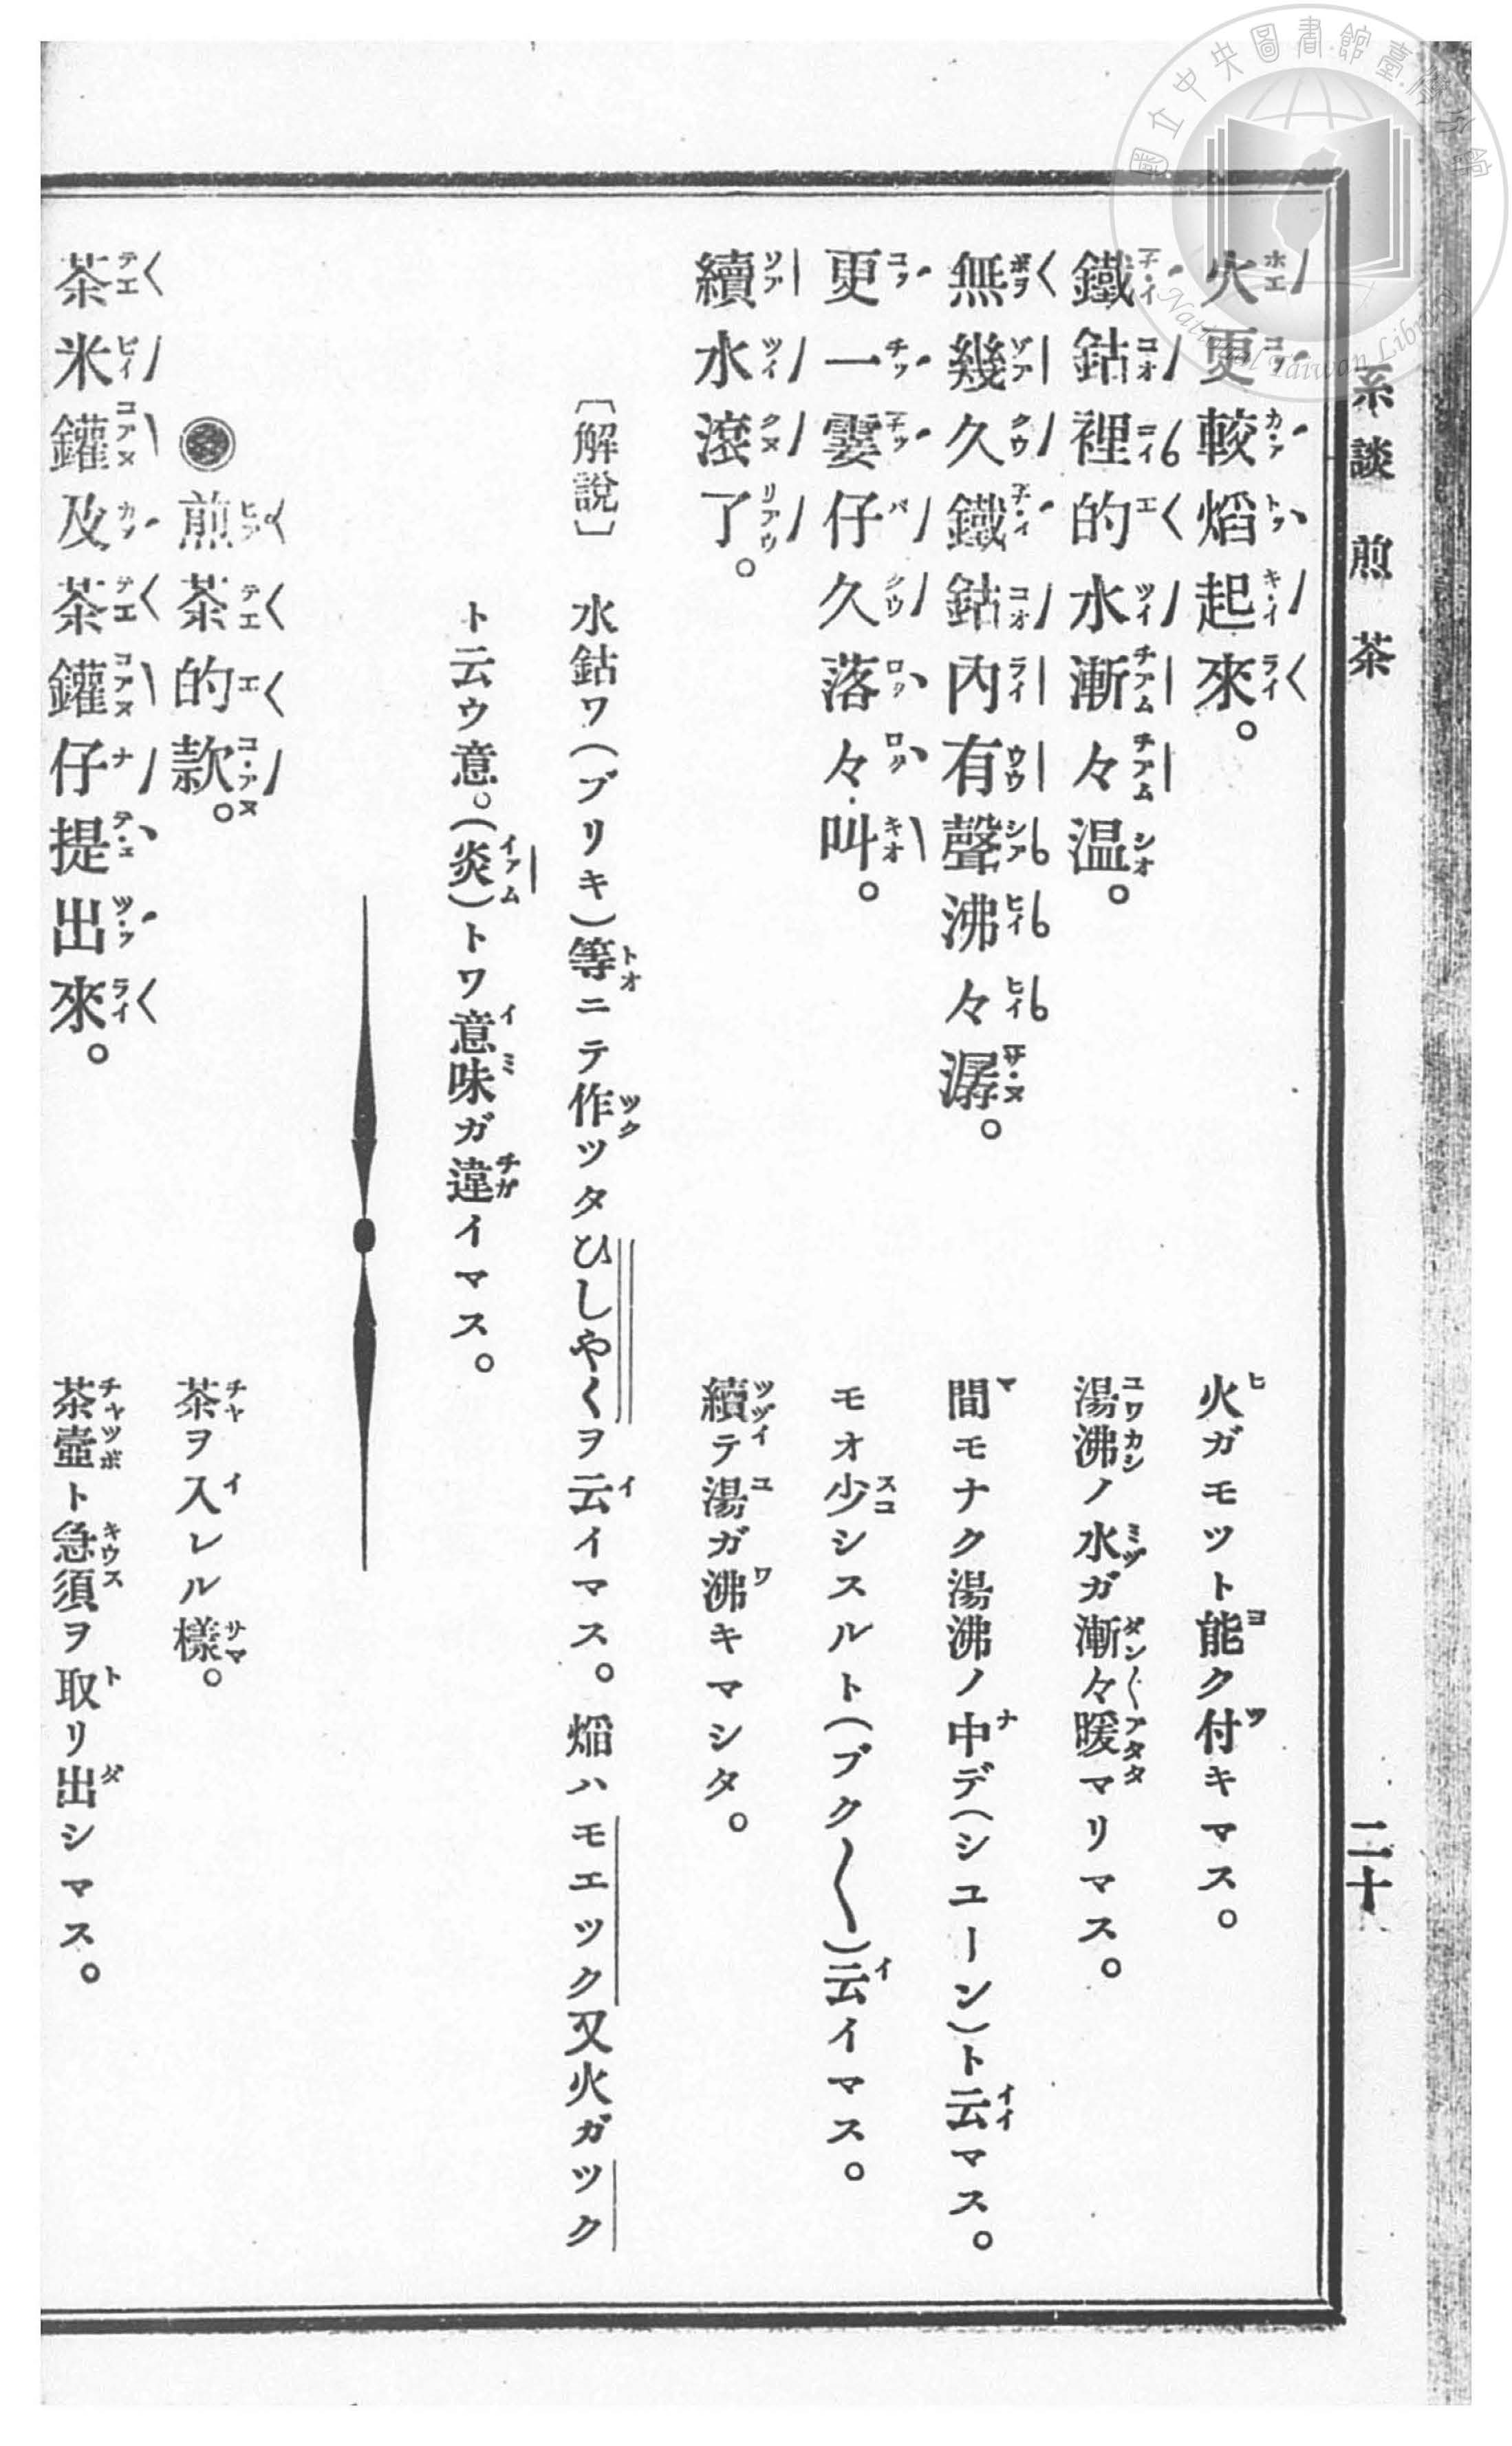 系談 煎茶
二十
火更較焰起來。
火ガモツト能ク付キマス。
鐵鈷裡的水漸々温。
湯沸ノ水ガ漸々暖マリマス。
無幾久鐵鈷內有聲沸々潺。
間モナク湯沸ノ中デ(シユーン)ト云マス。
更一霎仔久落々叫。
モオ少シスルト(ブク〱)云イマス。
續水滾了。
續テ湯ガ沸キマシタ。
〔解說〕 水鈷ワ(ブリキ)等ニテ作ツタひしやくヲ云イマス。焰ハモエツク又火ガツク
ト云ウ意。(炎)トワ意味ガ違イマス。
煎茶的款。
茶ヲ入レル樣。
茶米鑵及茶鑵仔提出來。
茶壺ト急須ヲ取リ出シマス。
國立中央圖書館臺灣分館
National Taiwan Library